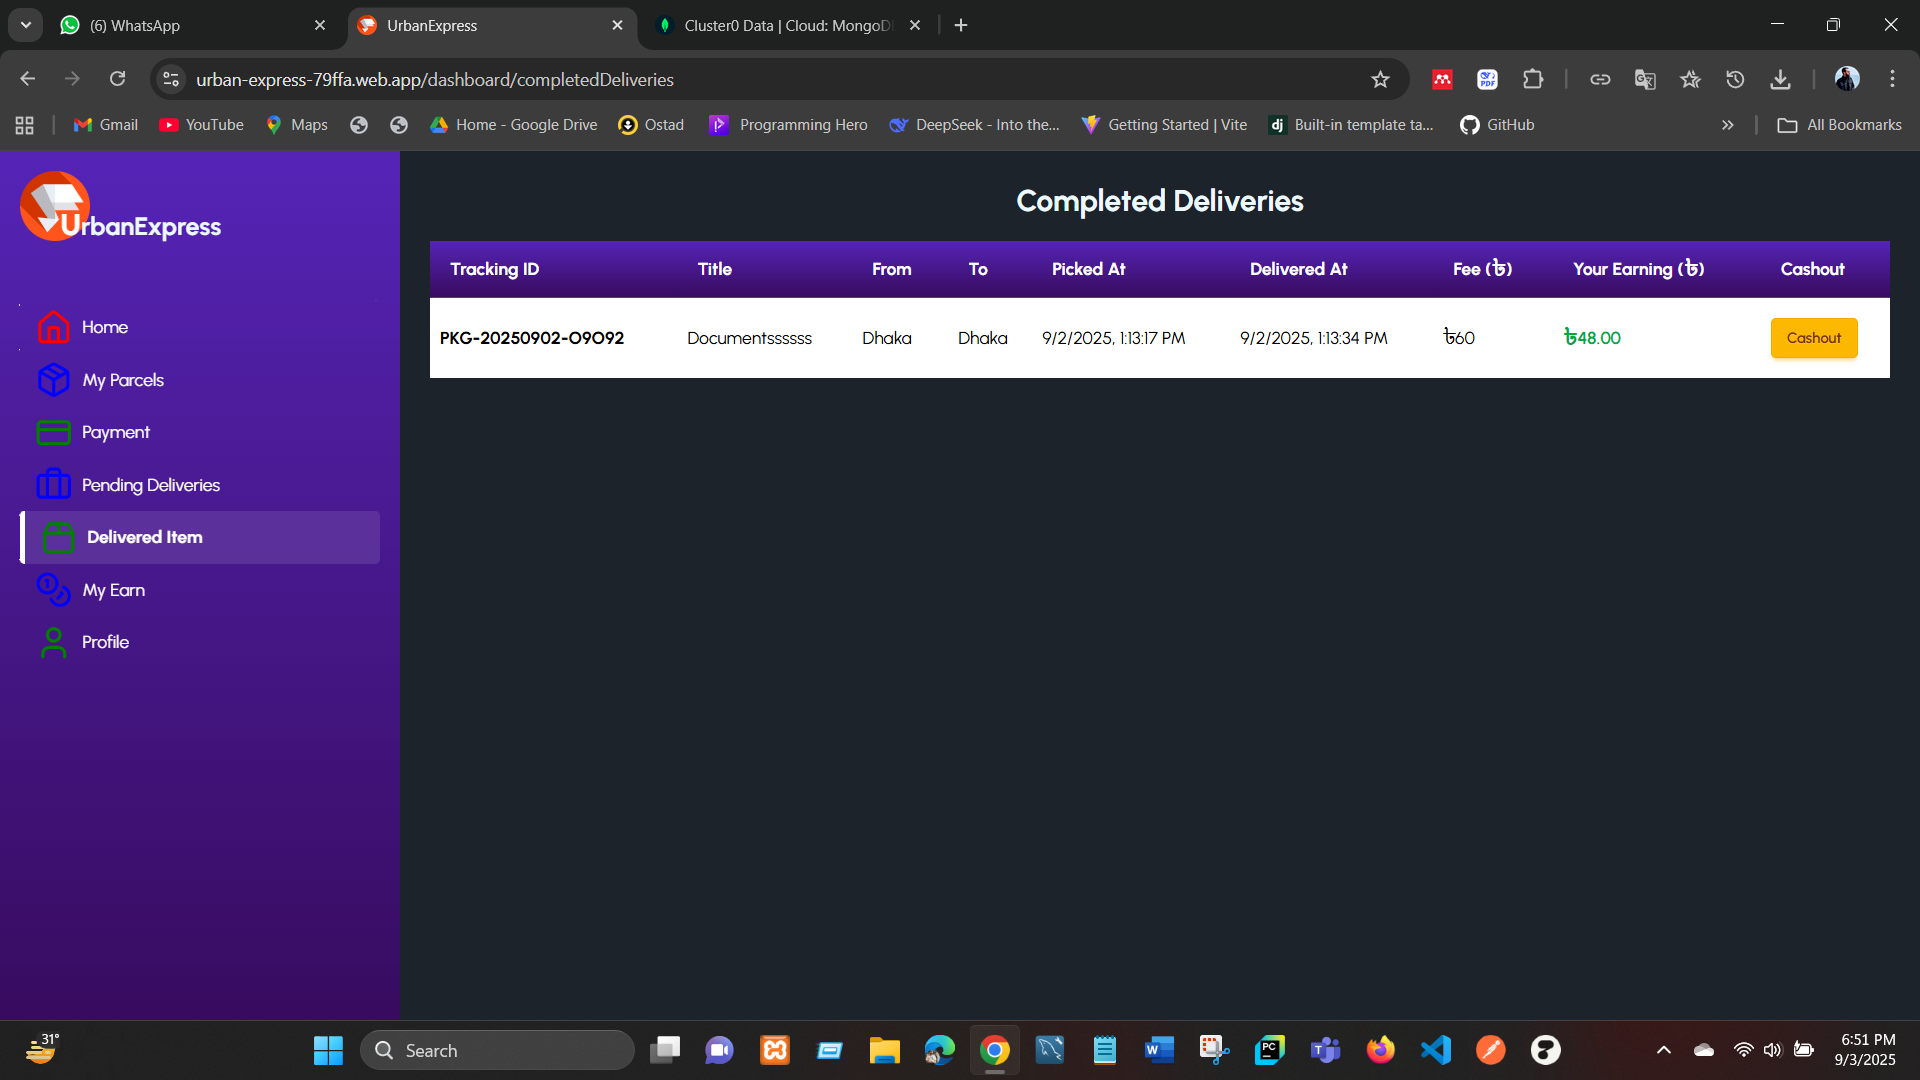 (6) WhatsApp
UrbanExpress
Cluster0 Data | Cloud: MongoD
urban-express-79ffa.web.app/dashboard/completedDeliveries
Gmail
YouTube
Maps
Home - Google Drive
Ostad
Programming Hero
DeepSeek - Into the...
Getting Started | Vite
Built-in template ta...
GitHub
All Bookmarks
UrbanExpress
Home
My Parcels
Payment
Pending Deliveries
Delivered Item
My Earn
Profile
Completed Deliveries
Tracking ID Title From To Picked At Delivered At Fee (৳) Your Earning (৳) Cashout
PKG-20250902-O9O92 Documentssssss Dhaka Dhaka 9/2/2025, 1:13:17 PM 9/2/2025, 1:13:34 PM ৳60 ৳48.00 Cashout
31°
Search
6:51 PM
9/3/2025